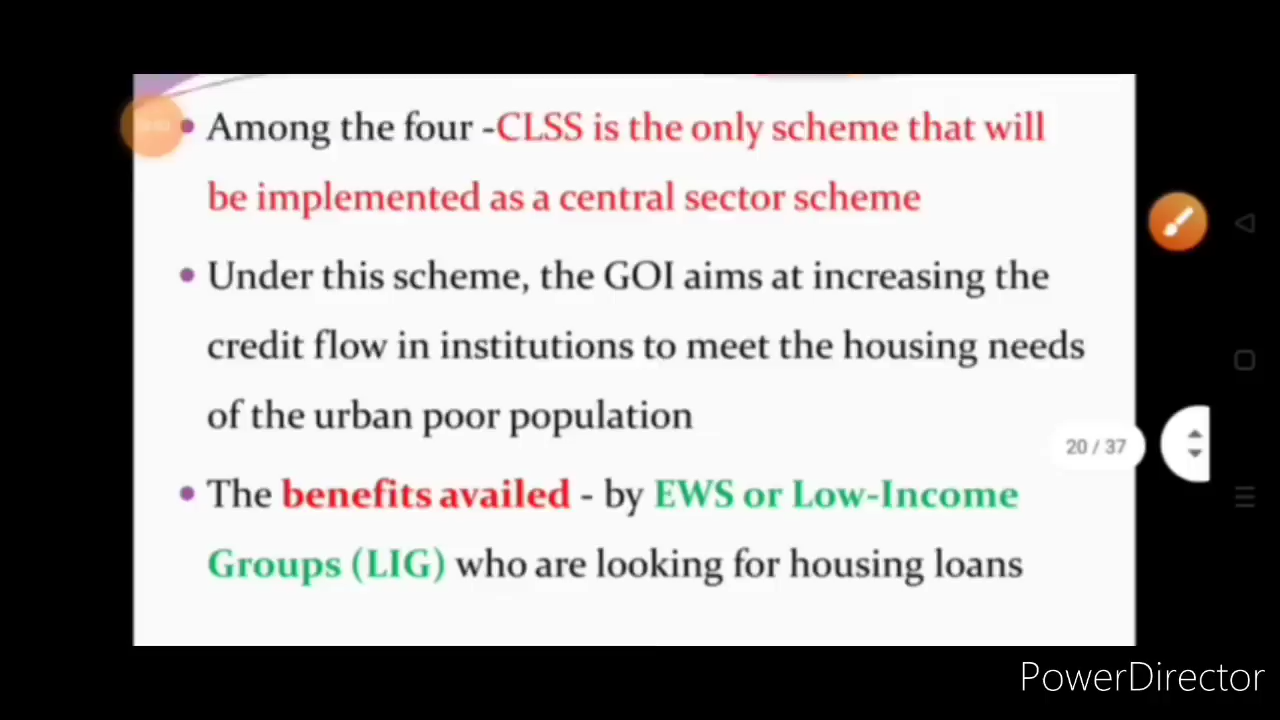 • Among the four -CLSS is the only scheme that will
be implemented as a central sector scheme
• Under this scheme, the GOI aims at increasing the
credit flow in institutions to meet the housing needs
of the urban poor population
20 / 37
• The benefits availed - by EWS or Low-Income
Groups (LIG) who are looking for housing loans
PowerDirector